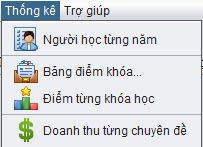 Thống kê Trợ giúp
Người học từng năm
Bảng điểm khóa...
Điểm từng khóa học
Doanh thu từng chuyên đề